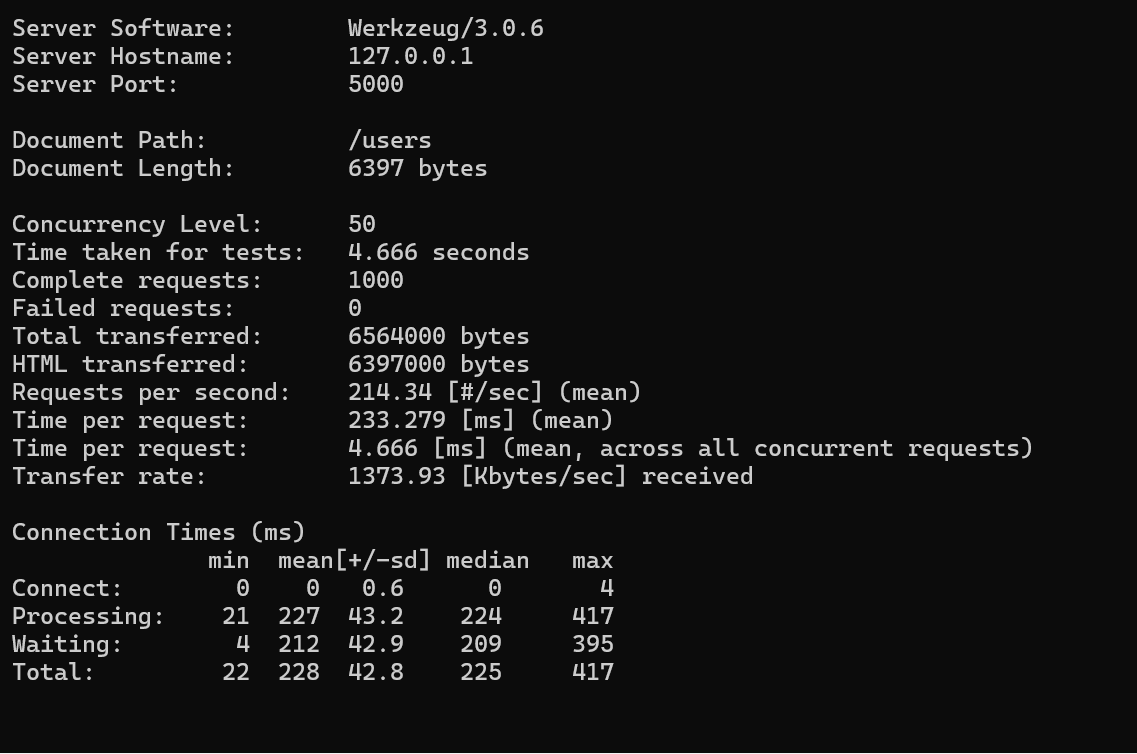 Server Software:        Werkzeug/3.0.6
Server Hostname:        127.0.0.1
Server Port:            5000

Document Path:          /users
Document Length:        6397 bytes

Concurrency Level:      50
Time taken for tests:   4.666 seconds
Complete requests:      1000
Failed requests:        0
Total transferred:      6564000 bytes
HTML transferred:       6397000 bytes
Requests per second:    214.34 [#/sec] (mean)
Time per request:       233.279 [ms] (mean)
Time per request:       4.666 [ms] (mean, across all concurrent requests)
Transfer rate:          1373.93 [Kbytes/sec] received

Connection Times (ms)
              min  mean[+/-sd] median   max
Connect:        0    0   0.6      0       4
Processing:    21  227  43.2    224     417
Waiting:        4  212  42.9    209     395
Total:         22  228  42.8    225     417